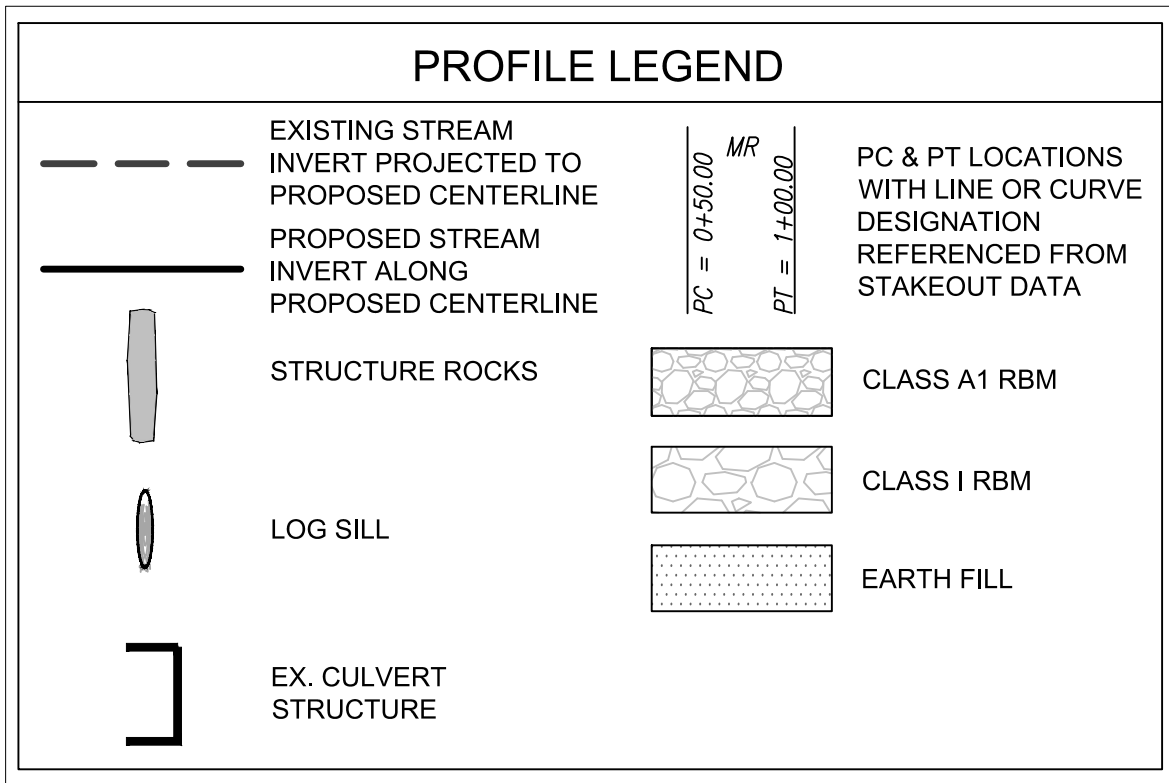 PROFILE LEGEND
EXISTING STREAM
INVERT PROJECTED TO
PROPOSED CENTERLINE
PROPOSED STREAM
INVERT ALONG
PROPOSED CENTERLINE
STRUCTURE ROCKS
LOG SILL
EX. CULVERT
STRUCTURE
PC = 0+50.00
MR
PT = 1+00.00
PC & PT LOCATIONS
WITH LINE OR CURVE
DESIGNATION
REFERENCED FROM
STAKEOUT DATA
CLASS A1 RBM
CLASS I RBM
EARTH FILL